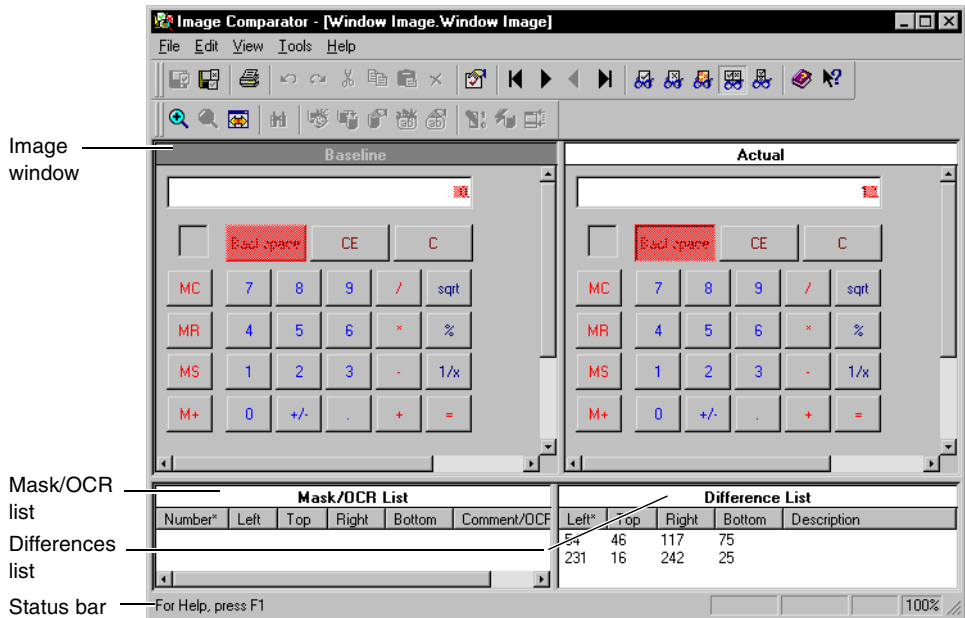 Image Comparator - [Window Image.Window Image]
File Edit View Tools Help
Image window
Baseline
Actual
Backspace CE C
MC 7 8 9 / sqrt
MR 4 5 6 * %
MS 1 2 3 - 1/x
M+ 0 +/- . + =
Backspace CE C
MC 7 8 9 / sqrt
MR 4 5 6 * %
MS 1 2 3 - 1/x
M+ 0 +/- . + =
Mask/OCR list
Mask/OCR List
Number* Left Top Right Bottom Comment/OCR
Differences list
Difference List
Left* Top Right Bottom Description
54 46 117 75
231 16 242 25
Status bar
For Help, press F1
100%